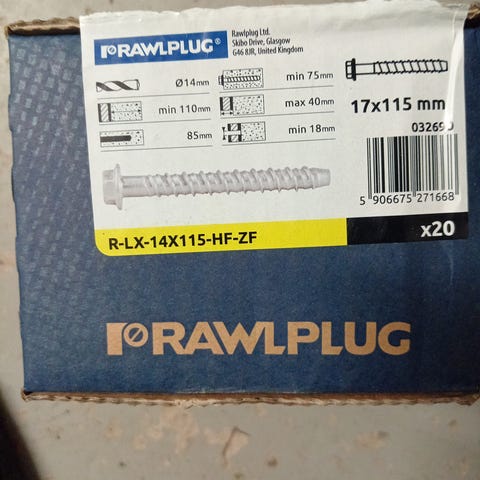 RAWLPLUG®
Rawlplug Ltd.
Skibo Drive, Glasgow
G46 8JR, United Kingdom
Ø14mm
min 75mm
min 110mm
max 40mm
85mm
min 18mm
17x115 mm
5 906675 271668
R-LX-14X115-HF-ZF
x20
RAWLPLUG